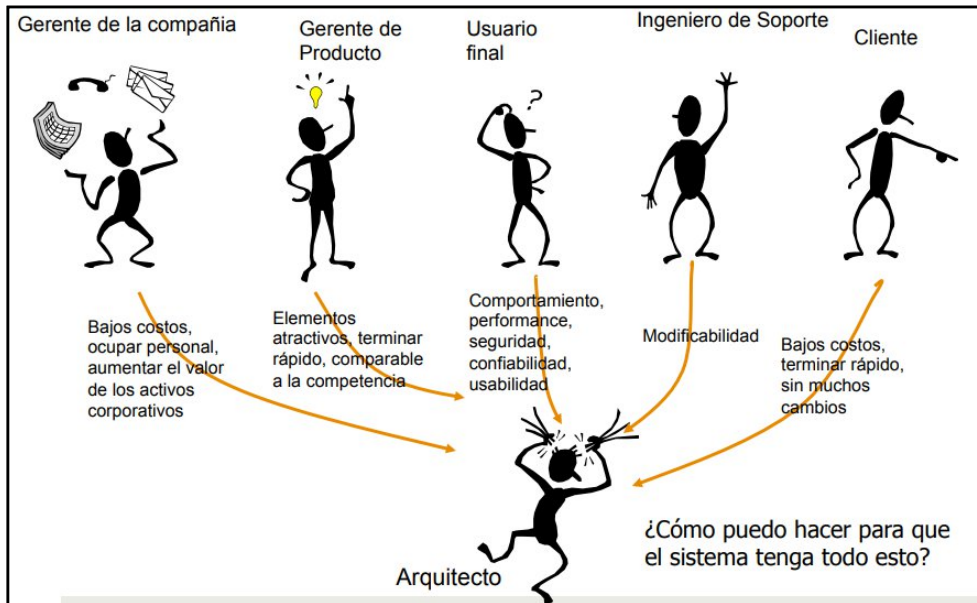 Gerente de la compañia
Gerente de
Producto
Usuario
final
Ingeniero de Soporte
Cliente
?
Bajos costos,
ocupar personal,
aumentar el valor
de los activos
corporativos
Elementos
atractivos, terminar
rápido, comparable
a la competencia
Comportamiento,
performance,
seguridad,
confiabilidad,
usabilidad
Modificabilidad
Bajos costos,
terminar rápido,
sin muchos
cambios
Arquitecto
¿Cómo puedo hacer para que
el sistema tenga todo esto?